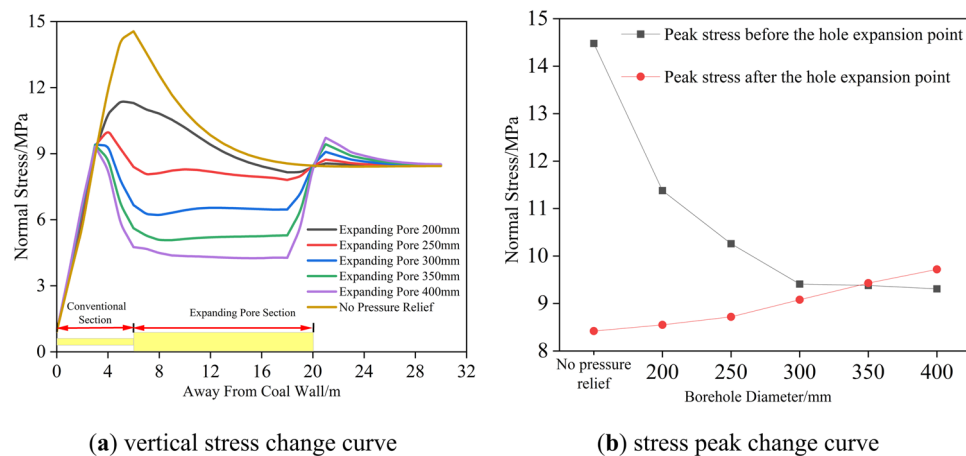 15
12
9
6
3
0
Normal Stress/MPa
Expanding Pore 200mm
Expanding Pore 250mm
Expanding Pore 300mm
Expanding Pore 350mm
Expanding Pore 400mm
No Pressure Relief
Conventional
Section
Expanding Pore Section
0 4 8 12 16 20 24 28 32
Away From Coal Wall/m
(a) vertical stress change curve
15
14
13
12
11
10
9
8
Normal Stress/MPa
Peak stress before the hole expansion point
Peak stress after the hole expansion point
No pressure
relief
200 250 300 350 400
Borehole Diameter/mm
(b) stress peak change curve